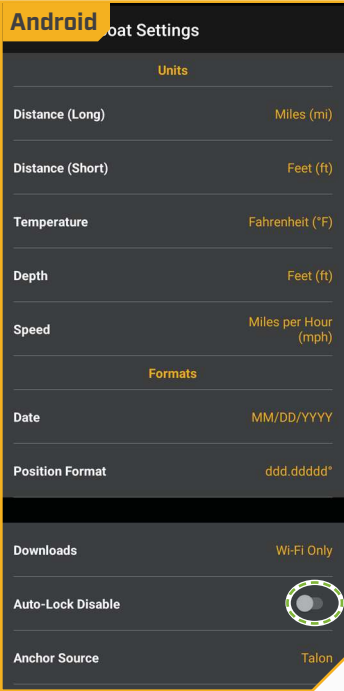 Android
oat Settings
Units
Distance (Long) Miles (mi)
Distance (Short) Feet (ft)
Temperature Fahrenheit (°F)
Depth Feet (ft)
Speed Miles per Hour
(mph)
Formats
Date MM/DD/YYYY
Position Format ddd.ddddd°
Downloads Wi-Fi Only
Auto-Lock Disable
Anchor Source Talon